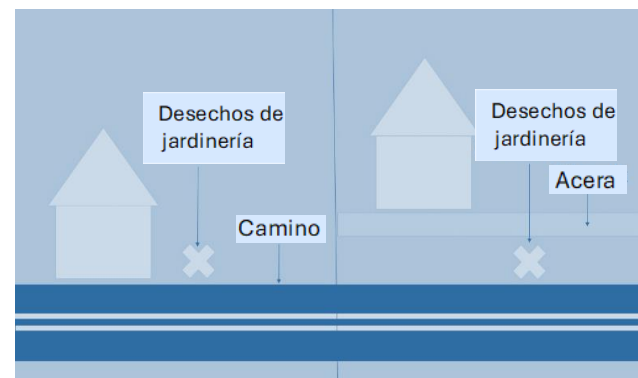 Desechos de
jardinería
Camino
Desechos de
jardinería
Acera